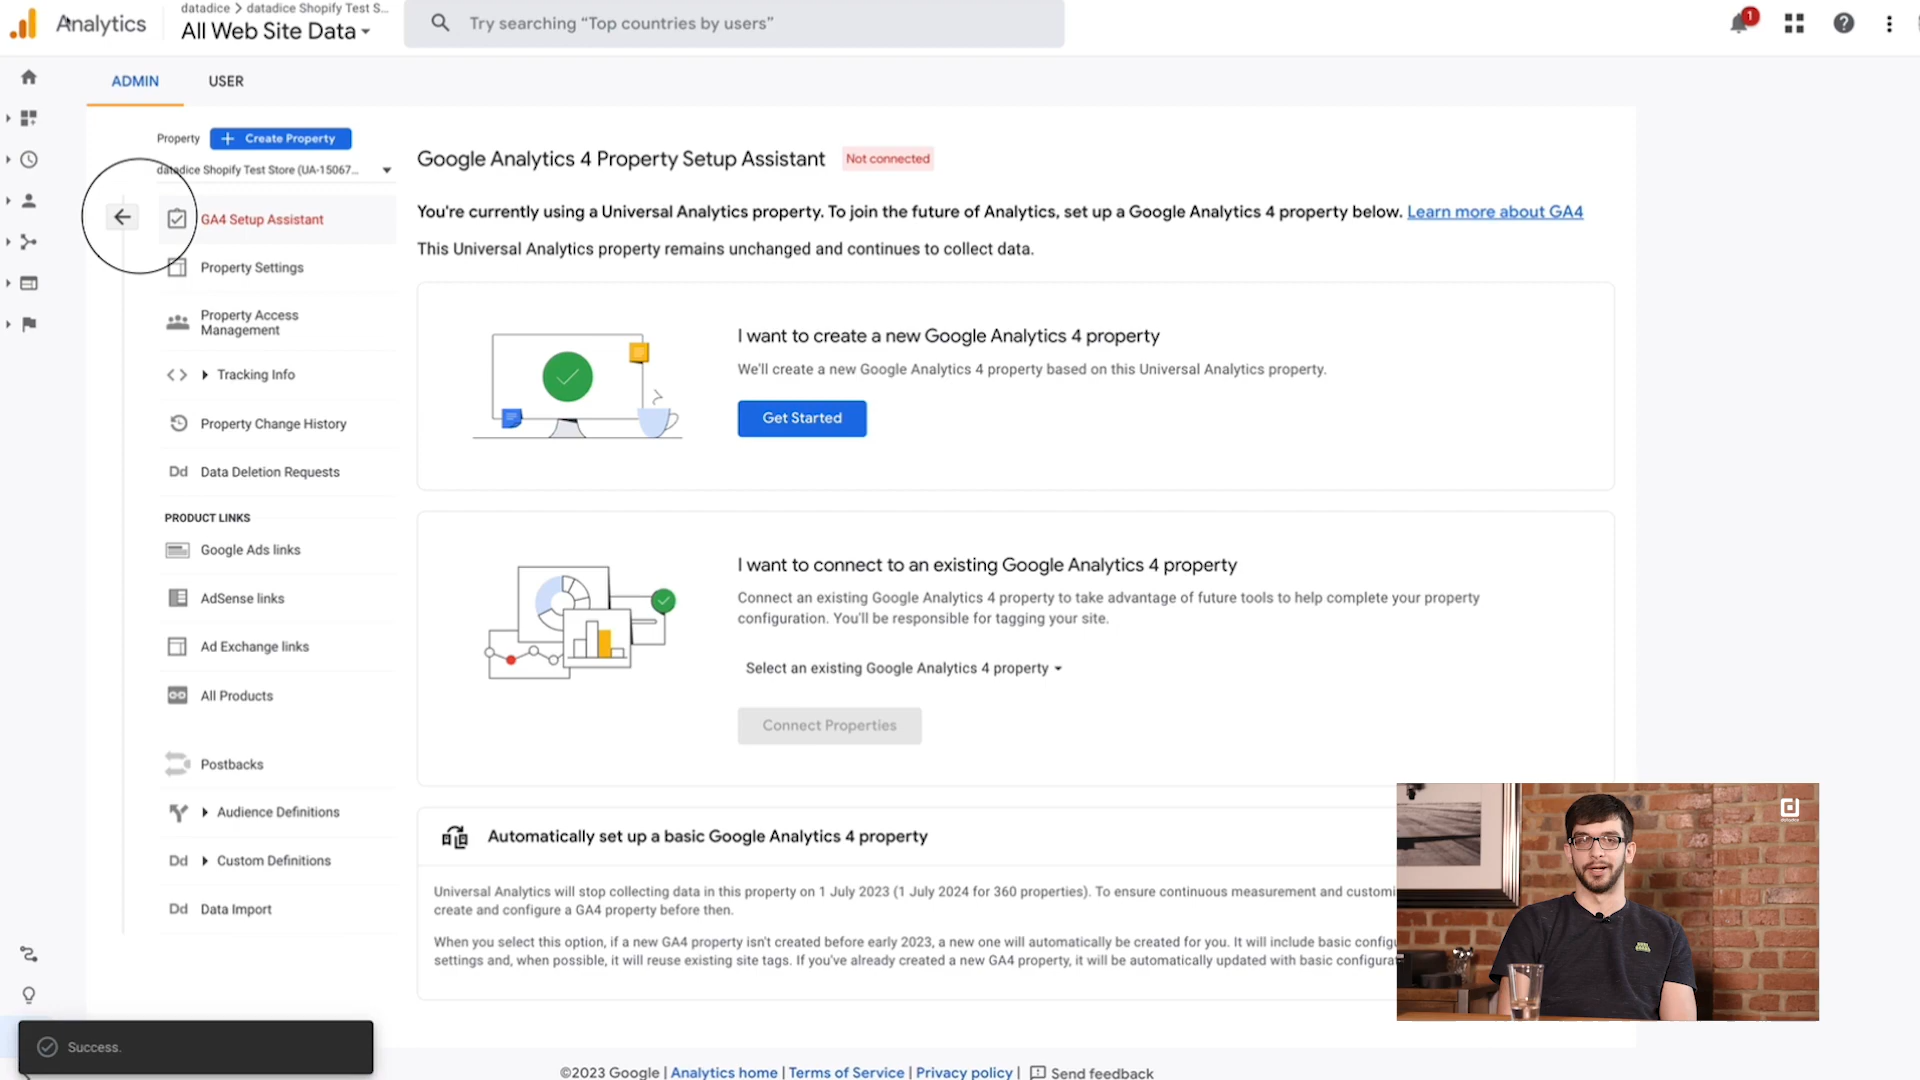 Analytics
datadice > datadice Shopify Test S...
All Web Site Data
Try searching “Top countries by users”
1
ADMIN
USER
Property
Create Property
datadice Shopify Test Store (UA-15067...
GA4 Setup Assistant
Property Settings
Property Access
Management
Tracking Info
Property Change History
Dd Data Deletion Requests
PRODUCT LINKS
Google Ads links
AdSense links
Ad Exchange links
All Products
Postbacks
Audience Definitions
Dd Custom Definitions
Dd Data Import
Google Analytics 4 Property Setup Assistant
Not connected
You're currently using a Universal Analytics property. To join the future of Analytics, set up a Google Analytics 4 property below. Learn more about GA4
This Universal Analytics property remains unchanged and continues to collect data.
I want to create a new Google Analytics 4 property
We'll create a new Google Analytics 4 property based on this Universal Analytics property.
Get Started
I want to connect to an existing Google Analytics 4 property
Connect an existing Google Analytics 4 property to take advantage of future tools to help complete your property
configuration. You'll be responsible for tagging your site.
Select an existing Google Analytics 4 property
Connect Properties
Automatically set up a basic Google Analytics 4 property
Universal Analytics will stop collecting data in this property on 1 July 2023 (1 July 2024 for 360 properties). To ensure continuous measurement and customi
create and configure a GA4 property before then.
When you select this option, if a new GA4 property isn't created before early 2023, a new one will automatically be created for you. It will include basic config
settings and, when possible, it will reuse existing site tags. If you've already created a new GA4 property, it will be automatically updated with basic configura
Success.
©2023 Google | Analytics home | Terms of Service | Privacy policy | Send feedback